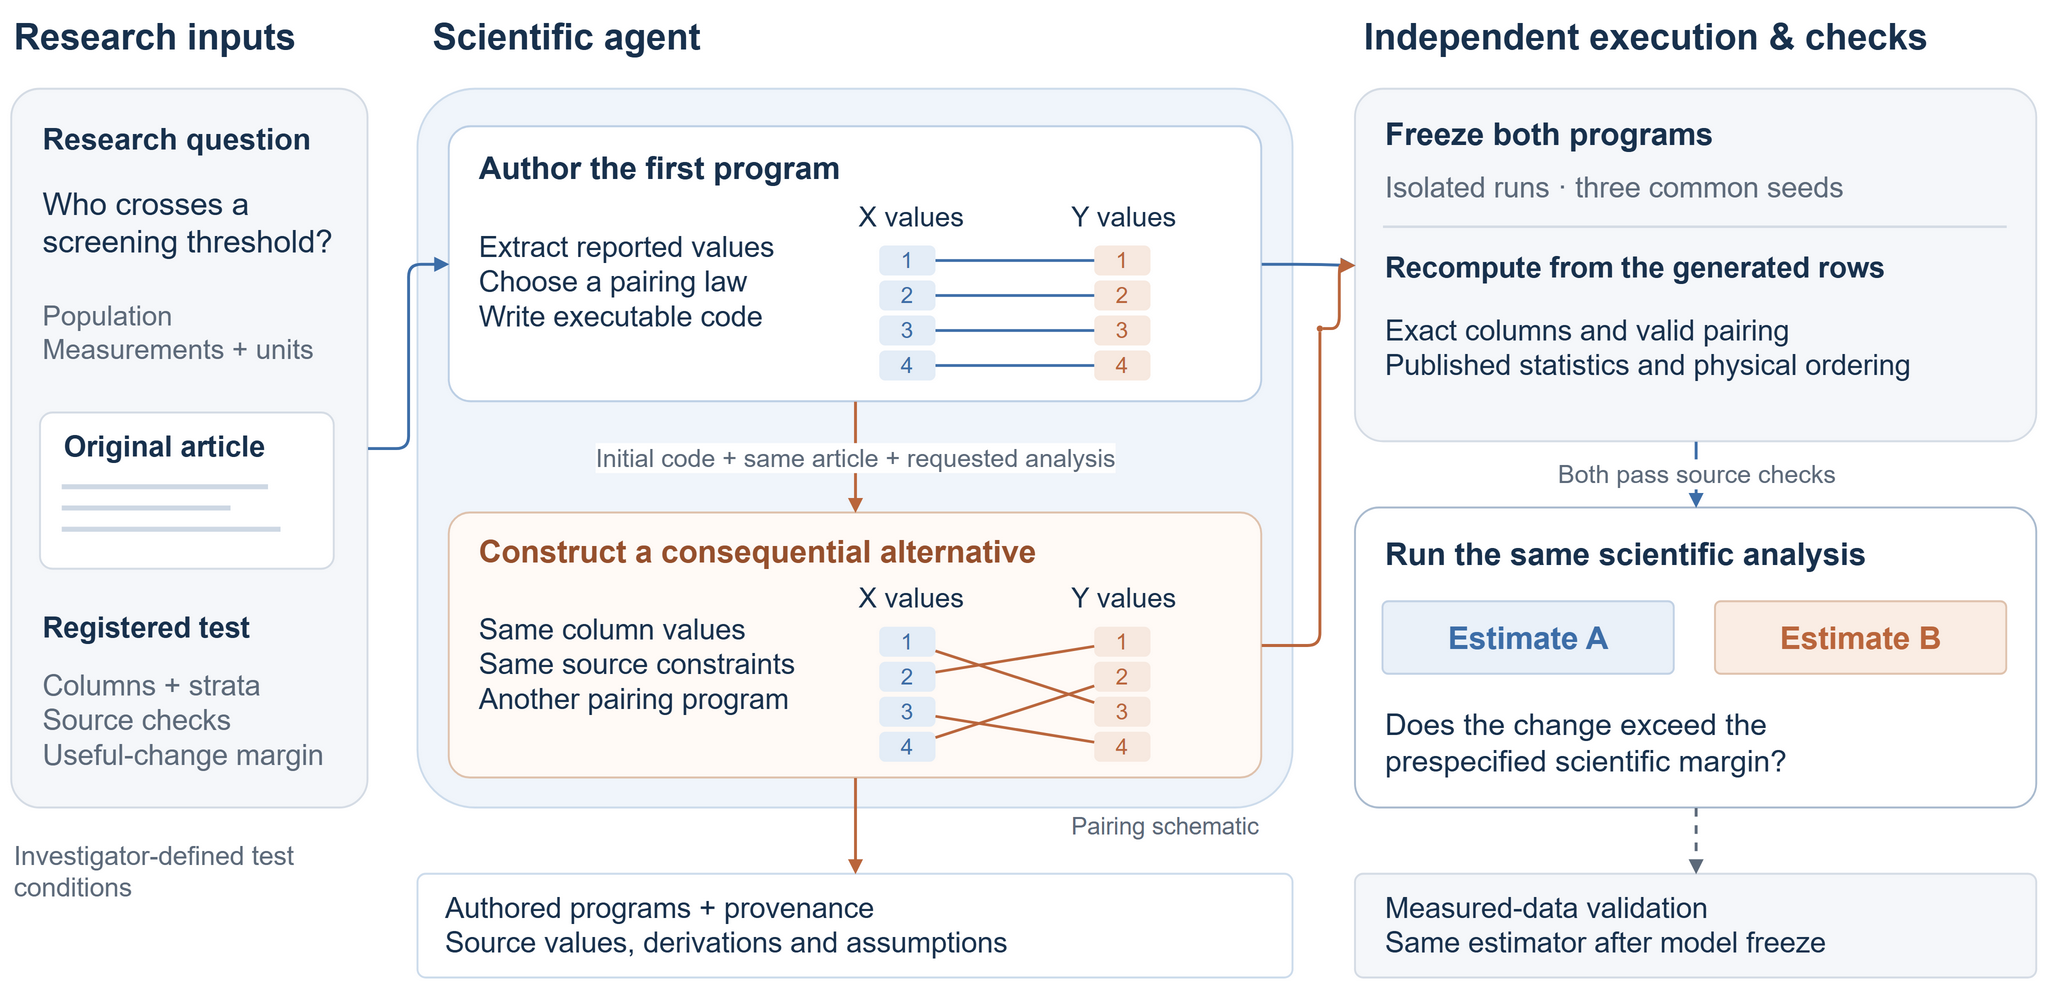 Research inputs
Research question
Who crosses a
screening threshold?
Population
Measurements + units
Original article
Registered test
Columns + strata
Source checks
Useful-change margin
Investigator-defined test
conditions
Scientific agent
Author the first program
Extract reported values
Choose a pairing law
Write executable code
X values Y values
1 1
2 2
3 3
4 4
Initial code + same article + requested analysis
Construct a consequential alternative
Same column values
Same source constraints
Another pairing program
X values Y values
1 1
2 2
3 3
4 4
Pairing schematic
Authored programs + provenance
Source values, derivations and assumptions
Independent execution & checks
Freeze both programs
Isolated runs · three common seeds
Recompute from the generated rows
Exact columns and valid pairing
Published statistics and physical ordering
Both pass source checks
Run the same scientific analysis
Estimate A Estimate B
Does the change exceed the
prespecified scientific margin?
Measured-data validation
Same estimator after model freeze